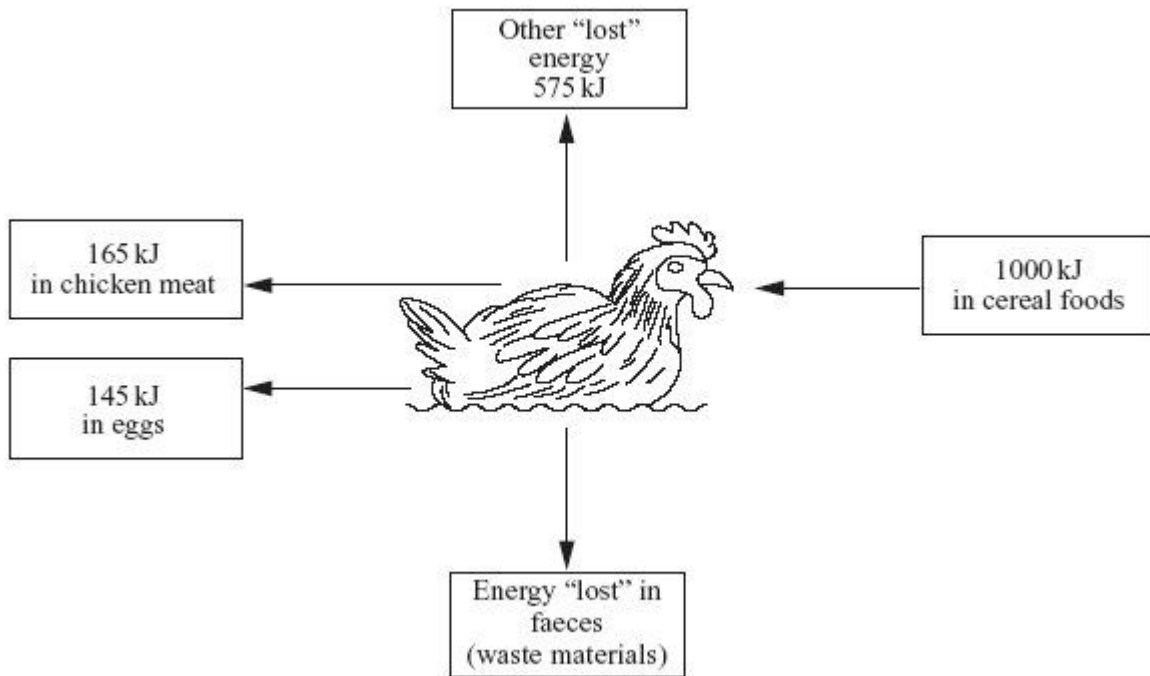 Other “lost”
energy
575 kJ
165 kJ
in chicken meat
1000 kJ
in cereal foods
145 kJ
in eggs
Energy “lost” in
faeces
(waste materials)